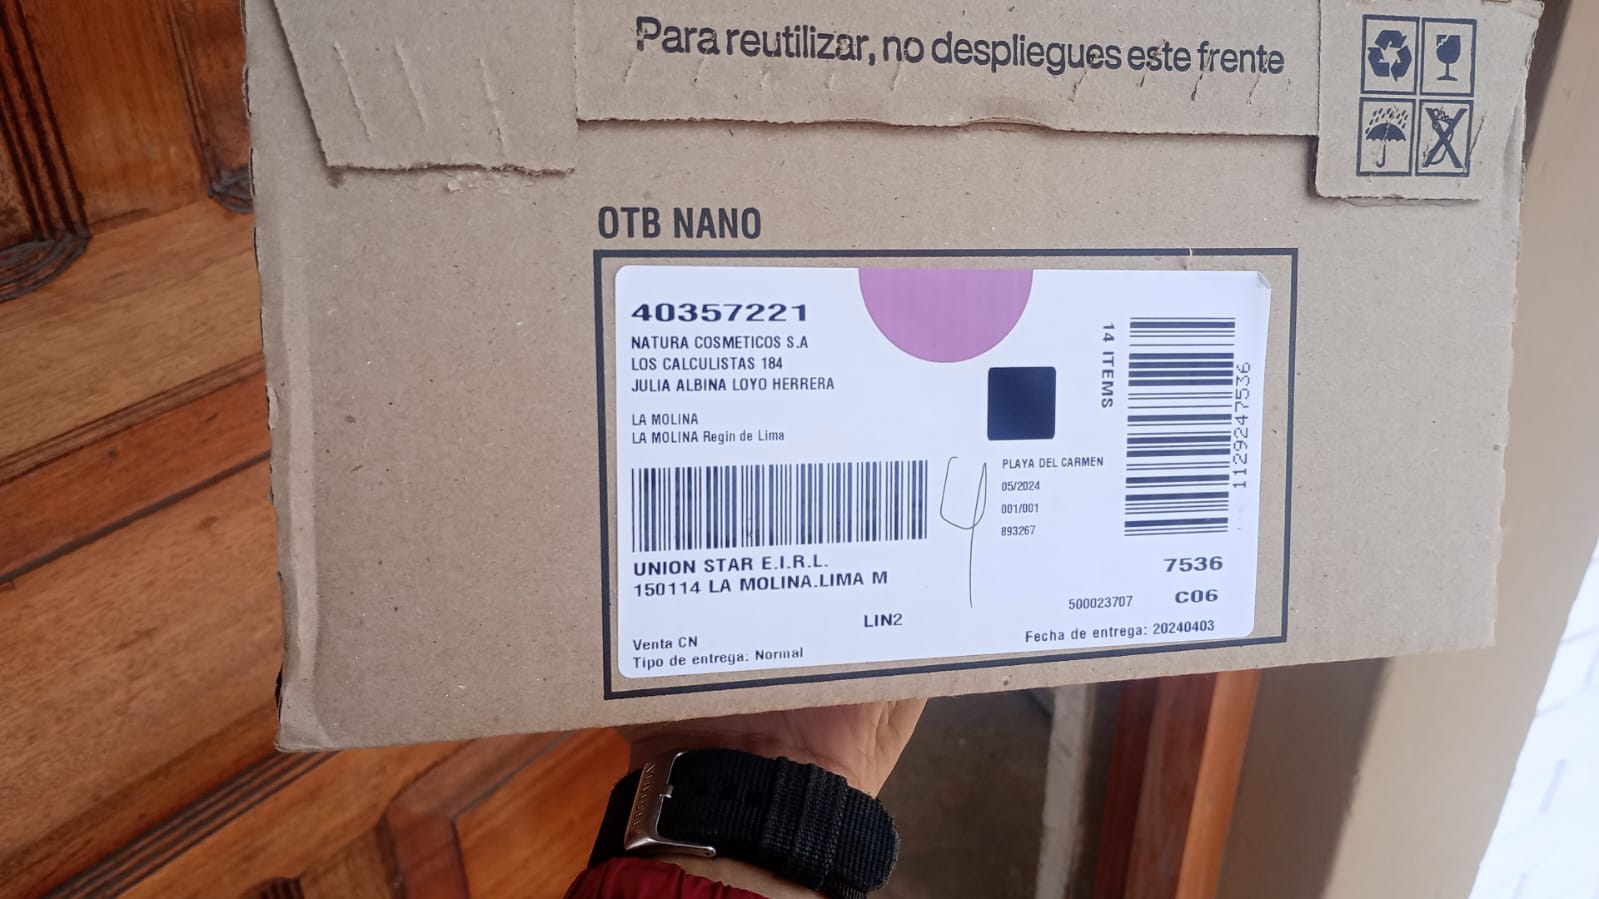 Para reutilizar, no despliegues este frente
OTB NANO
40357221
NATURA COSMETICOS S.A
LOS CALCULISTAS 184
JULIA ALBINA LOYO HERRERA
LA MOLINA
LA MOLINA Regin de Lima
14 ITEMS
1129247536
PLAYA DEL CARMEN
05/2024
001/001
893267
UNION STAR E.I.R.L.
150114 LA MOLINA.LIMA M
7536
LIN2
500023707
C06
Venta CN
Tipo de entrega: Normal
Fecha de entrega: 20240403